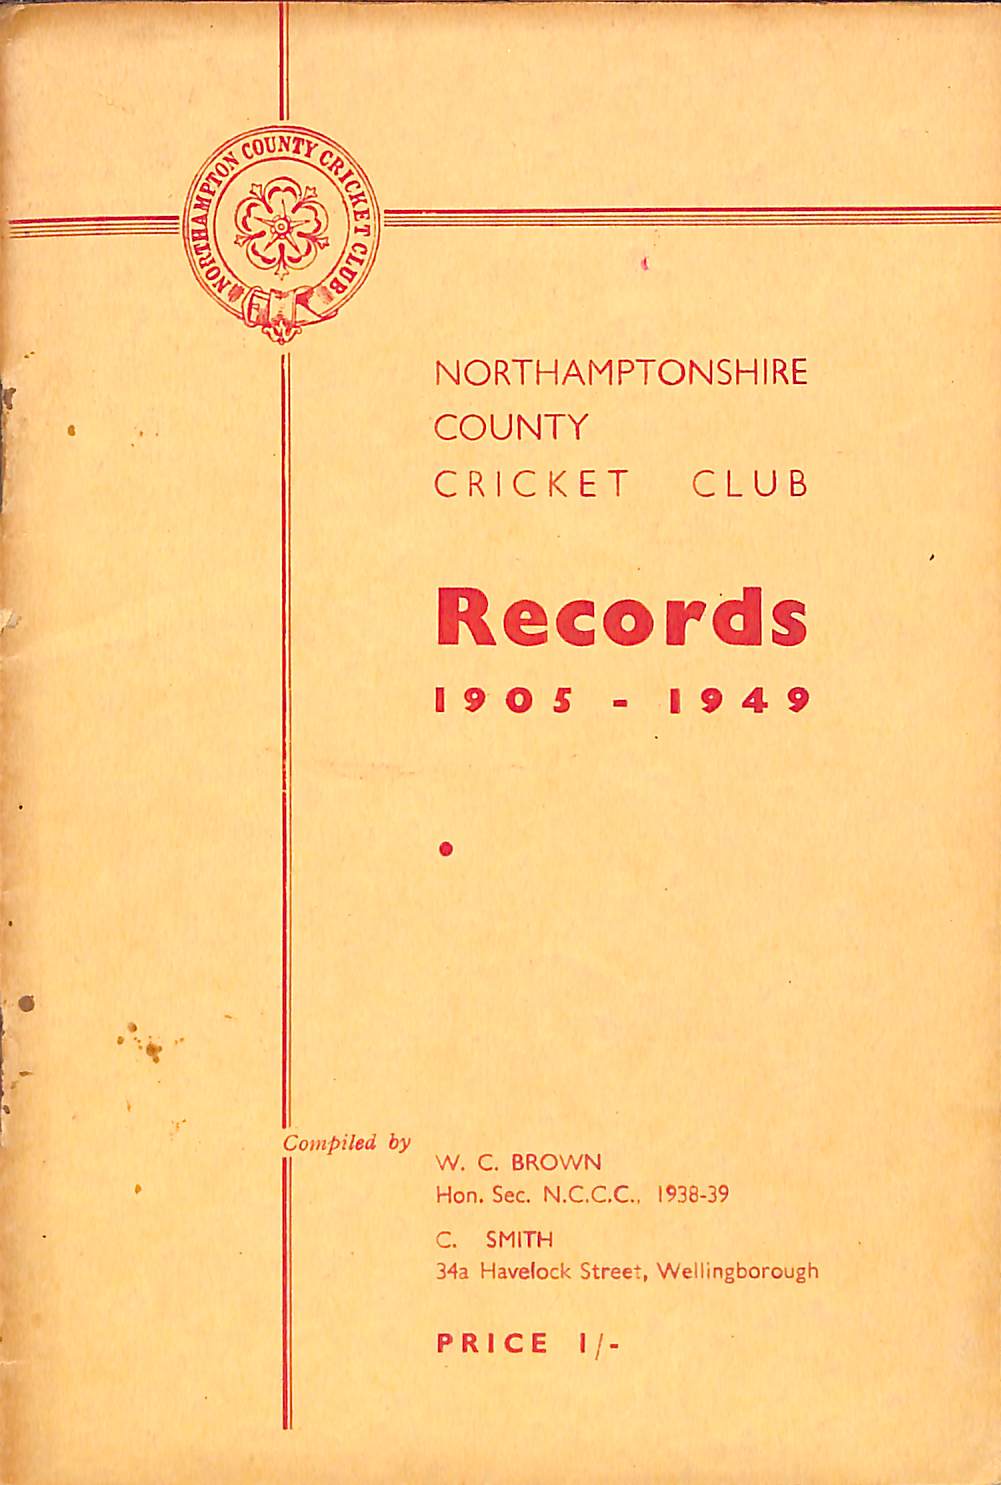 NORTHAMPTON COUNTY CRICKET CLUB
NORTHAMPTONSHIRE
COUNTY
CRICKET CLUB
Records
1905 - 1949
Compiled by
W. C. BROWN
Hon. Sec. N.C.C.C., 1938-39
C. SMITH
34a Havelock Street, Wellingborough
PRICE 1/-